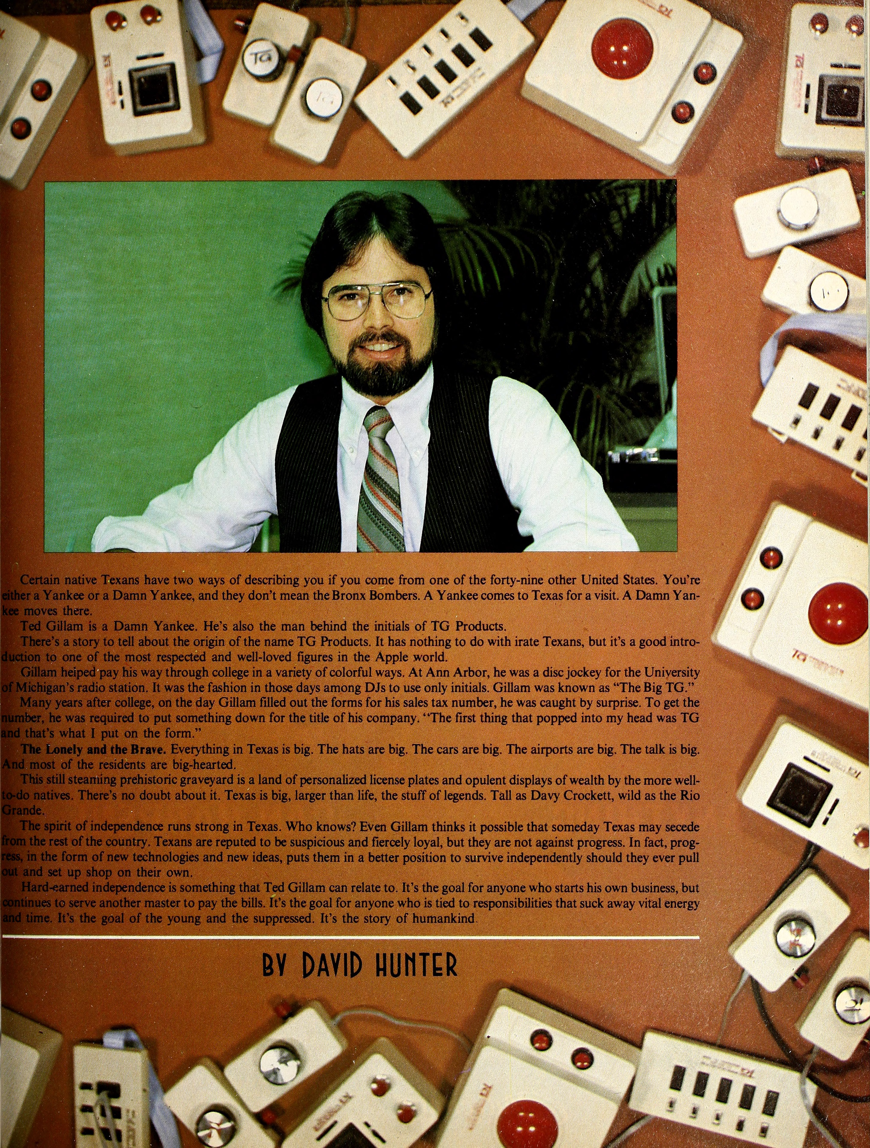 TG
TG
Certain native Texans have two ways of describing you if you come from one of the forty-nine other United States. You're
either a Yankee or a Damn Yankee, and they don't mean the Bronx Bombers. A Yankee comes to Texas for a visit. A Damn Yan-
kee moves there.
Ted Gillam is a Damn Yankee. He's also the man behind the initials of TG Products.
There's a story to tell about the origin of the name TG Products. It has nothing to do with irate Texans, but it's a good intro-
duction to one of the most respected and well-loved figures in the Apple world.
Gillam heiped pay his way through college in a variety of colorful ways. At Ann Arbor, he was a disc jockey for the University
of Michigan's radio station. It was the fashion in those days among DJs to use only initials. Gillam was known as “The Big TG.”
Many years after college, on the day Gillam filled out the forms for his sales tax number, he was caught by surprise. To get the
number, he was required to put something down for the title of his company. “The first thing that popped into my head was TG
and that's what I put on the form.”
The Lonely and the Brave. Everything in Texas is big. The hats are big. The cars are big. The airports are big. The talk is big.
And most of the residents are big-hearted.
This still steaming prehistoric graveyard is a land of personalized license plates and opulent displays of wealth by the more well-
to-do natives. There's no doubt about it. Texas is big, larger than life, the stuff of legends. Tall as Davy Crockett, wild as the Rio
Grande.
The spirit of independence runs strong in Texas. Who knows? Even Gillam thinks it possible that someday Texas may secede
from the rest of the country. Texans are reputed to be suspicious and fiercely loyal, but they are not against progress. In fact, prog-
ress, in the form of new technologies and new ideas, puts them in a better position to survive independently should they ever pull
out and set up shop on their own.
Hard-earned independence is something that Ted Gillam can relate to. It's the goal for anyone who starts his own business, but
continues to serve another master to pay the bills. It's the goal for anyone who is tied to responsibilities that suck away vital energy
and time. It's the goal of the young and the suppressed. It's the story of humankind.
BY DAVID HUNTER